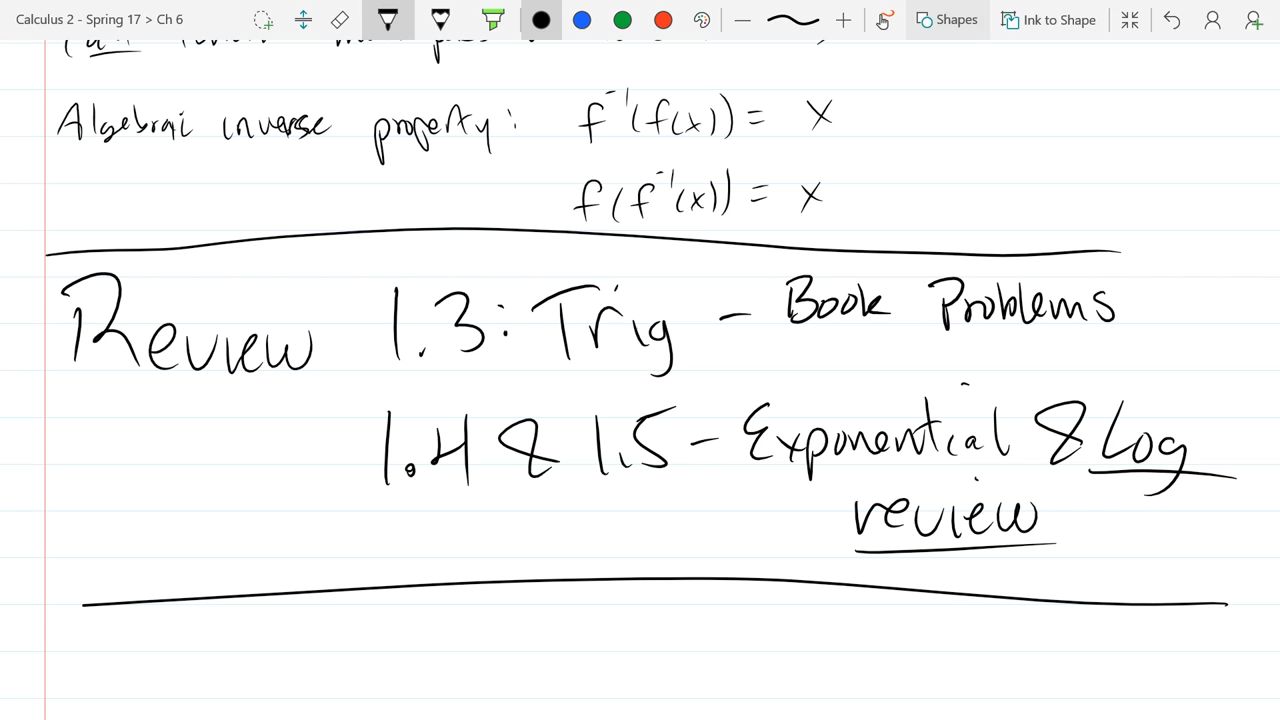 Calculus 2 - Spring 17 > Ch 6
Shapes
Ink to Shape
Algebraic inverse property: f⁻¹(f(x)) = x
f(f⁻¹(x)) = x
Review 1.3: Trig - Book Problems
1.4 & 1.5 - Exponential & Log
review